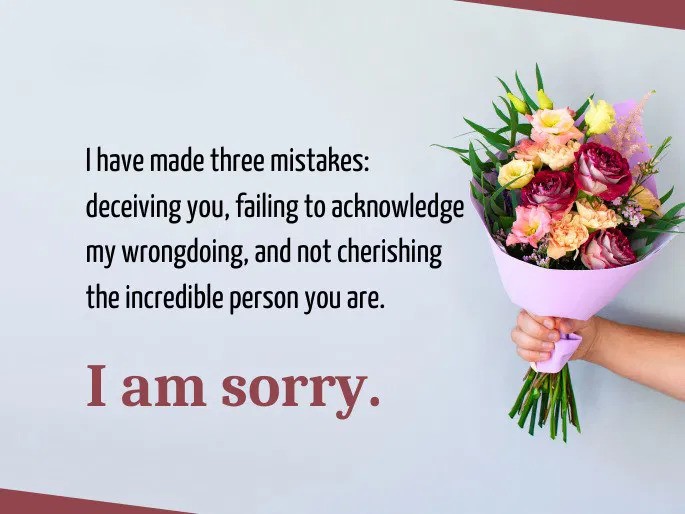 I have made three mistakes:
deceiving you, failing to acknowledge
my wrongdoing, and not cherishing
the incredible person you are.
I am sorry.